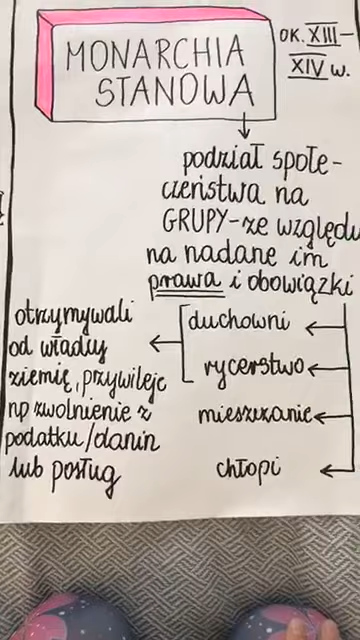 MONARCHIA
STANOWA
OK. XIII-
XIV w.
podział społe-
czeństwa na
GRUPY-ze względu
na nadane im
prawa i obowiązki
duchowni
rycerstwo
mieszczanie
chłopi
otrzymywali
od władcy
ziemię, przywileje
np zwolnienie z
podatku/danin
lub posług